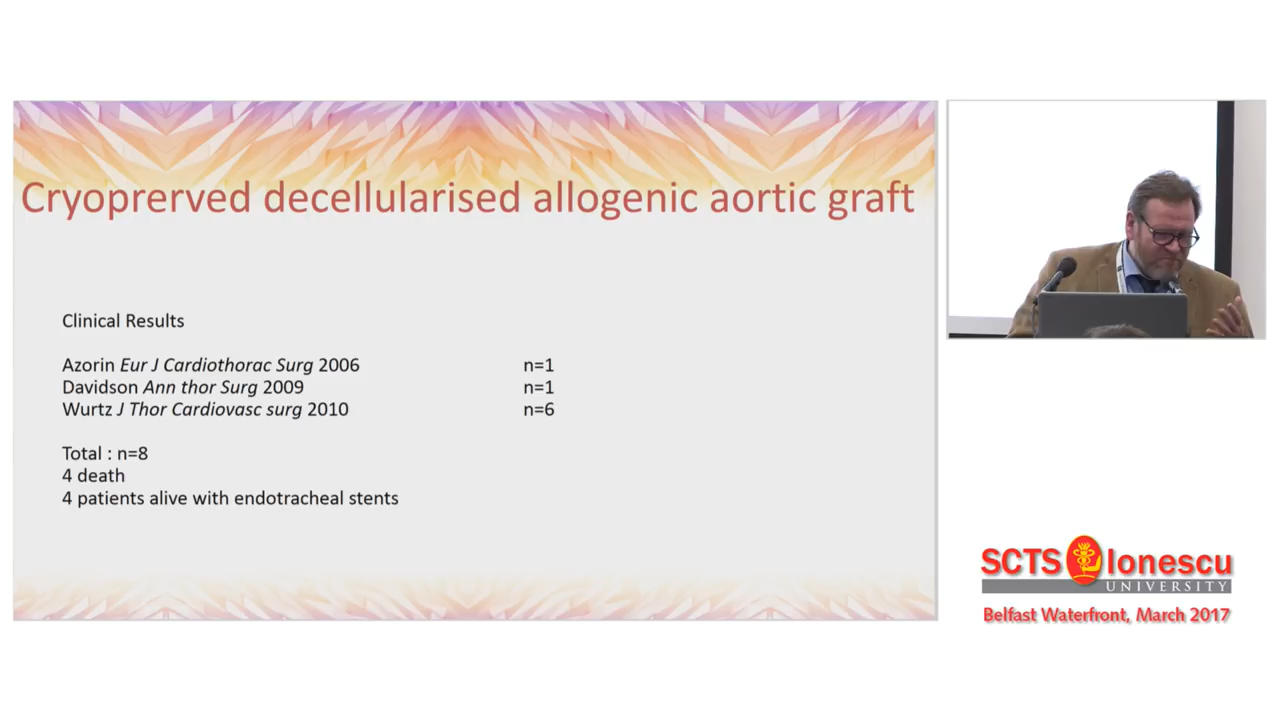 Cryoprerved decellularised allogenic aortic graft
Clinical Results
Azorin Eur J Cardiothorac Surg 2006 n=1
Davidson Ann thor Surg 2009 n=1
Wurtz J Thor Cardiovasc surg 2010 n=6
Total : n=8
4 death
4 patients alive with endotracheal stents
SCTS Ionescu
UNIVERSITY
Belfast Waterfront, March 2017